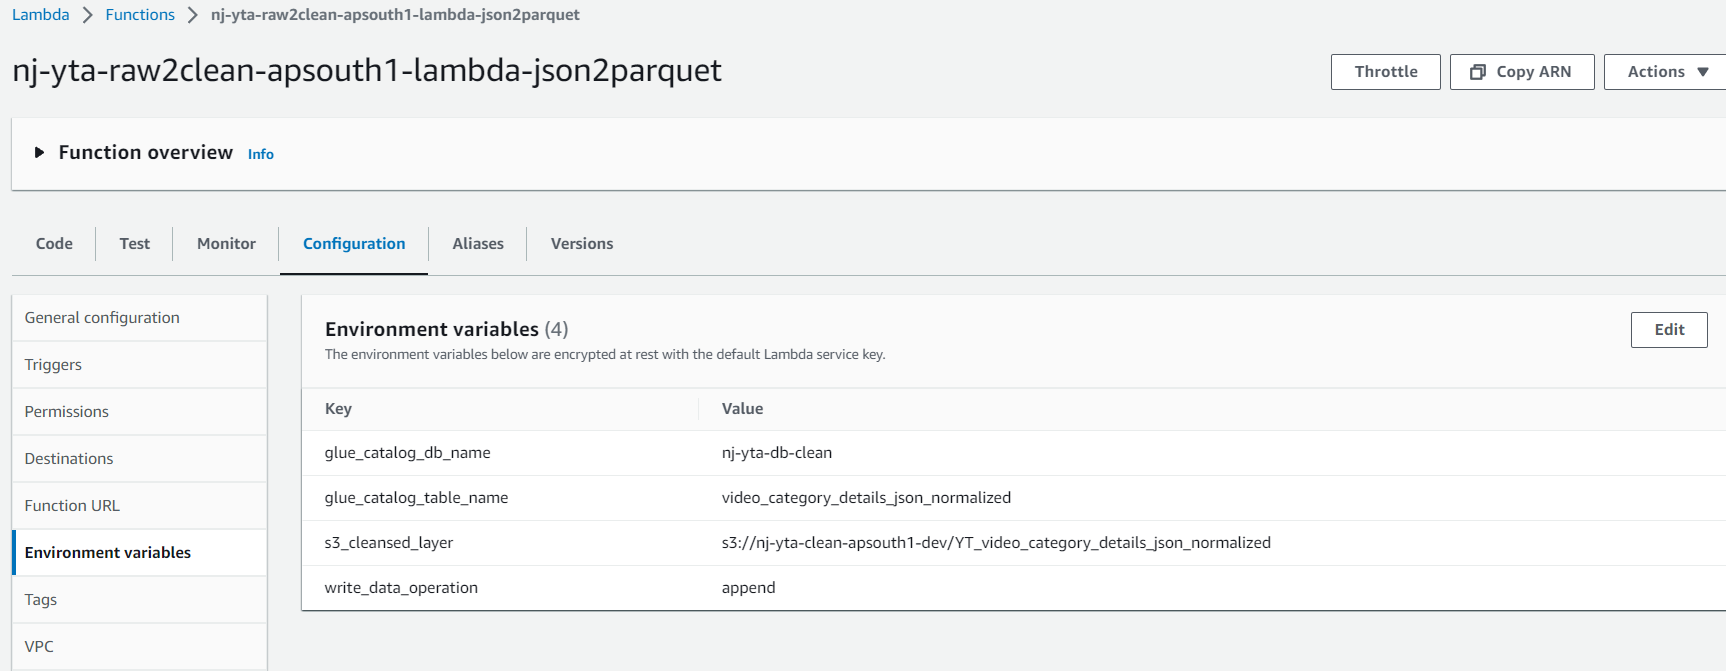 Lambda > Functions > nj-yta-raw2clean-apsouth1-lambda-json2parquet
nj-yta-raw2clean-apsouth1-lambda-json2parquet
Throttle
Copy ARN
Actions
Function overview Info
Code
Test
Monitor
Configuration
Aliases
Versions
General configuration
Triggers
Permissions
Destinations
Function URL
Environment variables
Tags
VPC
Environment variables (4)
Edit
The environment variables below are encrypted at rest with the default Lambda service key.
Key Value
glue_catalog_db_name nj-yta-db-clean
glue_catalog_table_name video_category_details_json_normalized
s3_cleansed_layer s3://nj-yta-clean-apsouth1-dev/YT_video_category_details_json_normalized
write_data_operation append